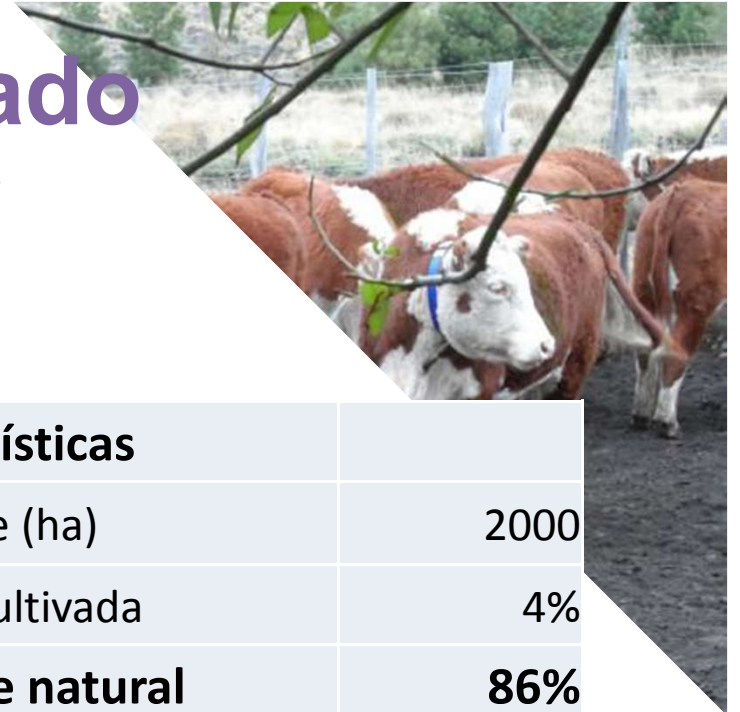 ado
ísticas
e (ha) 2000
ultivada 4%
e natural 86%